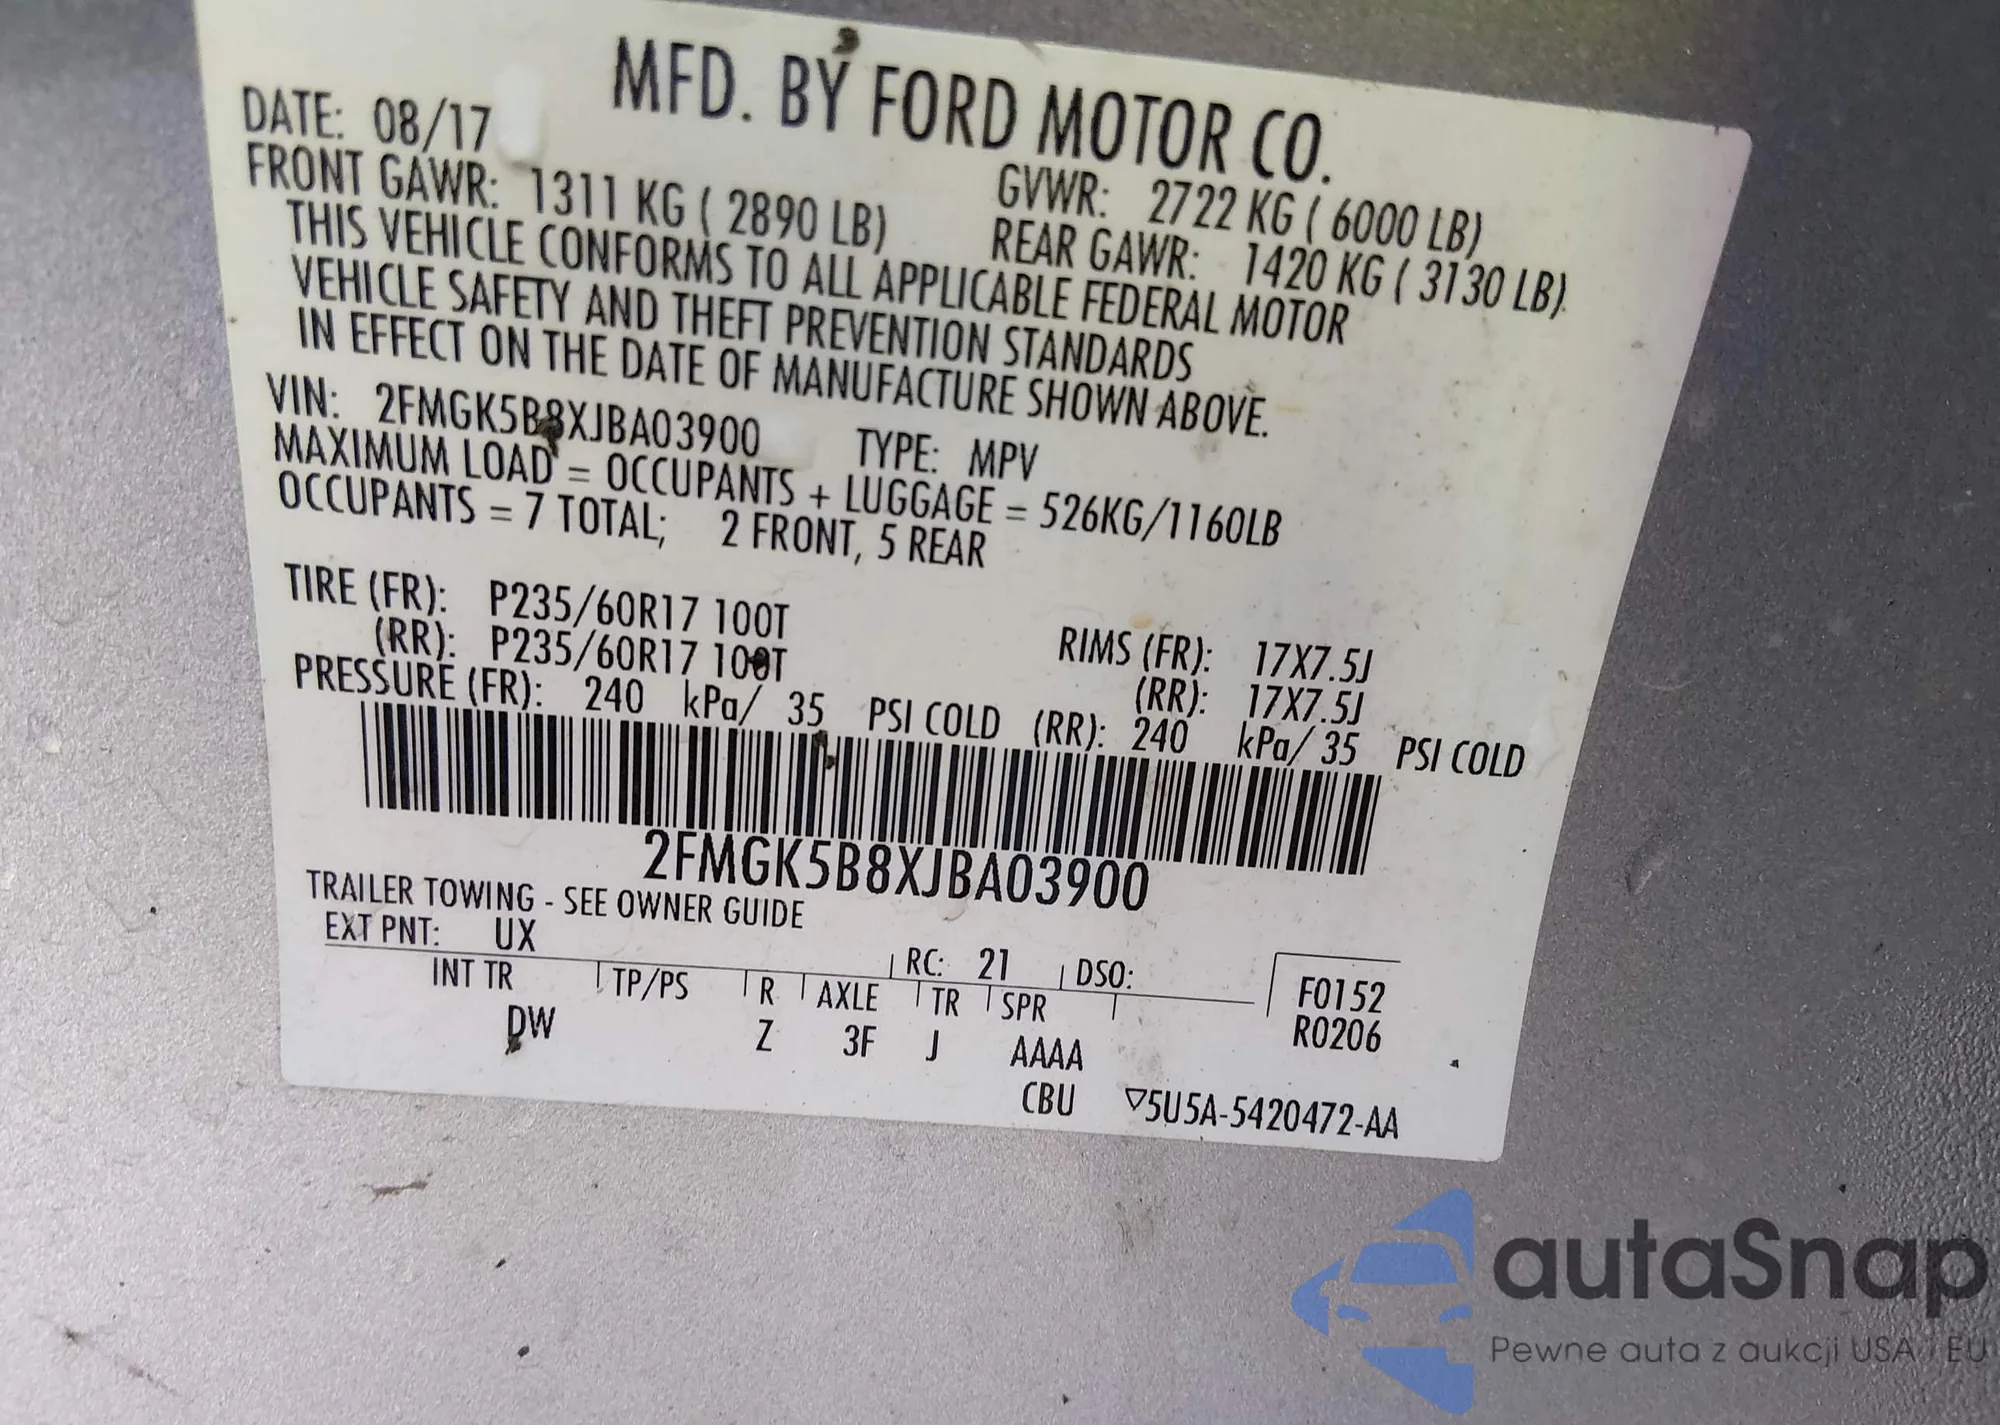 MFD. BY FORD MOTOR CO.
DATE: 08/17 GVWR: 2722 KG ( 6000 LB)
FRONT GAWR: 1311 KG ( 2890 LB) REAR GAWR: 1420 KG ( 3130 LB)
THIS VEHICLE CONFORMS TO ALL APPLICABLE FEDERAL MOTOR
VEHICLE SAFETY AND THEFT PREVENTION STANDARDS
IN EFFECT ON THE DATE OF MANUFACTURE SHOWN ABOVE.
VIN: 2FMGK5B8XJBA03900 TYPE: MPV
MAXIMUM LOAD = OCCUPANTS + LUGGAGE = 526KG/1160LB
OCCUPANTS = 7 TOTAL; 2 FRONT, 5 REAR
TIRE (FR): P235/60R17 100T RIMS (FR): 17X7.5J
(RR): P235/60R17 100T (RR): 17X7.5J
PRESSURE (FR): 240 kPa/ 35 PSI COLD (RR): 240 kPa/ 35 PSI COLD
2FMGK5B8XJBA03900
TRAILER TOWING - SEE OWNER GUIDE
EXT PNT: UX RC: 21 DSO: F0152
INT TR TP/PS R AXLE TR SPR R0206
DW Z 3F J AAAA
CBU ▽5U5A-5420472-AA
autaSnap
Pewne auta z aukcji USA i EU